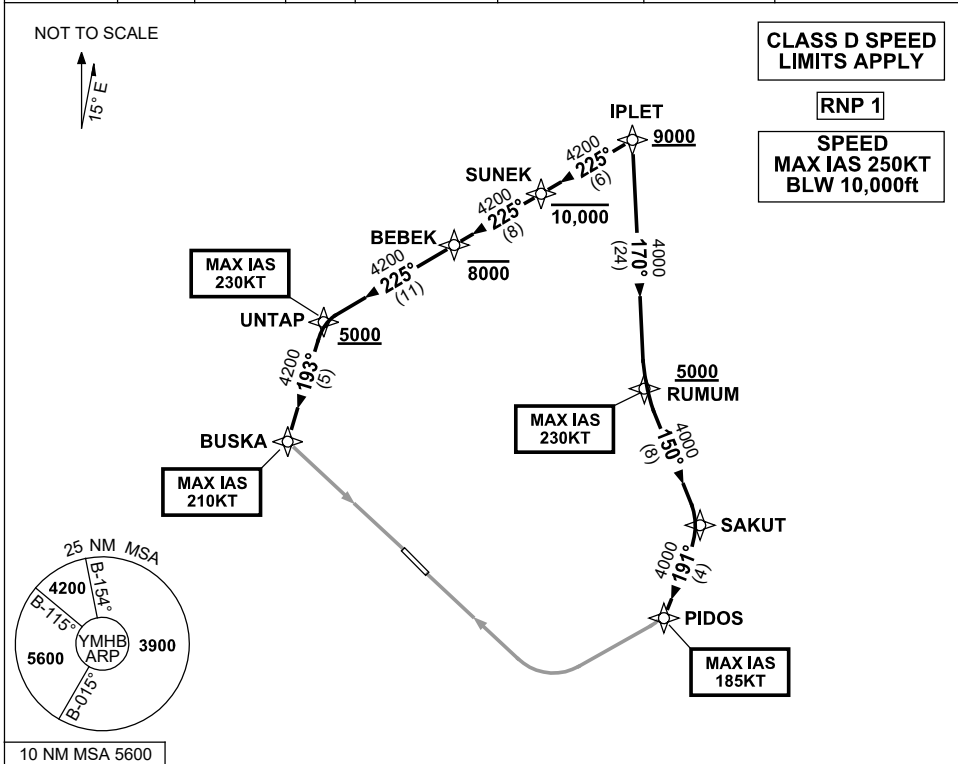 NOT TO SCALE
15° E
CLASS D SPEED
LIMITS APPLY
RNP 1
SPEED
MAX IAS 250KT
BLW 10,000ft
IPLET
9000
4200
225°
(6)
SUNEK
10,000
4200
225°
(8)
BEBEK
8000
4200
225°
(11)
MAX IAS
230KT
UNTAP
5000
4200
193°
(5)
BUSKA
MAX IAS
210KT
4000
170°
(24)
5000
RUMUM
MAX IAS
230KT
4000
150°
(8)
SAKUT
4000
191°
(4)
PIDOS
MAX IAS
185KT
25 NM MSA
4200
B-154°
B-115°
YMHB
ARP
3900
5600
B-015°
10 NM MSA 5600